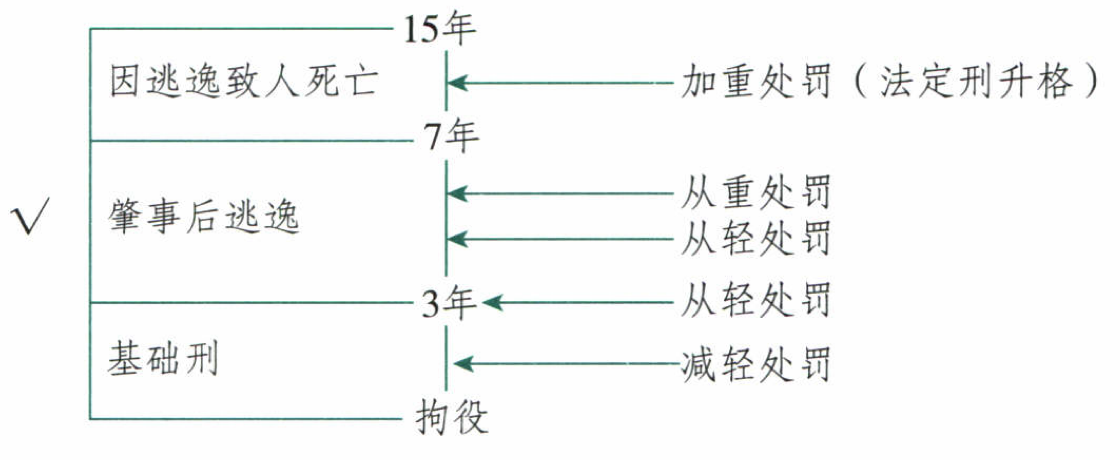 15年
因逃逸致人死亡
加重处罚（法定刑升格）
7年
从重处罚
√
肇事后逃逸
从轻处罚
3年
从轻处罚
基础刑
减轻处罚
拘役